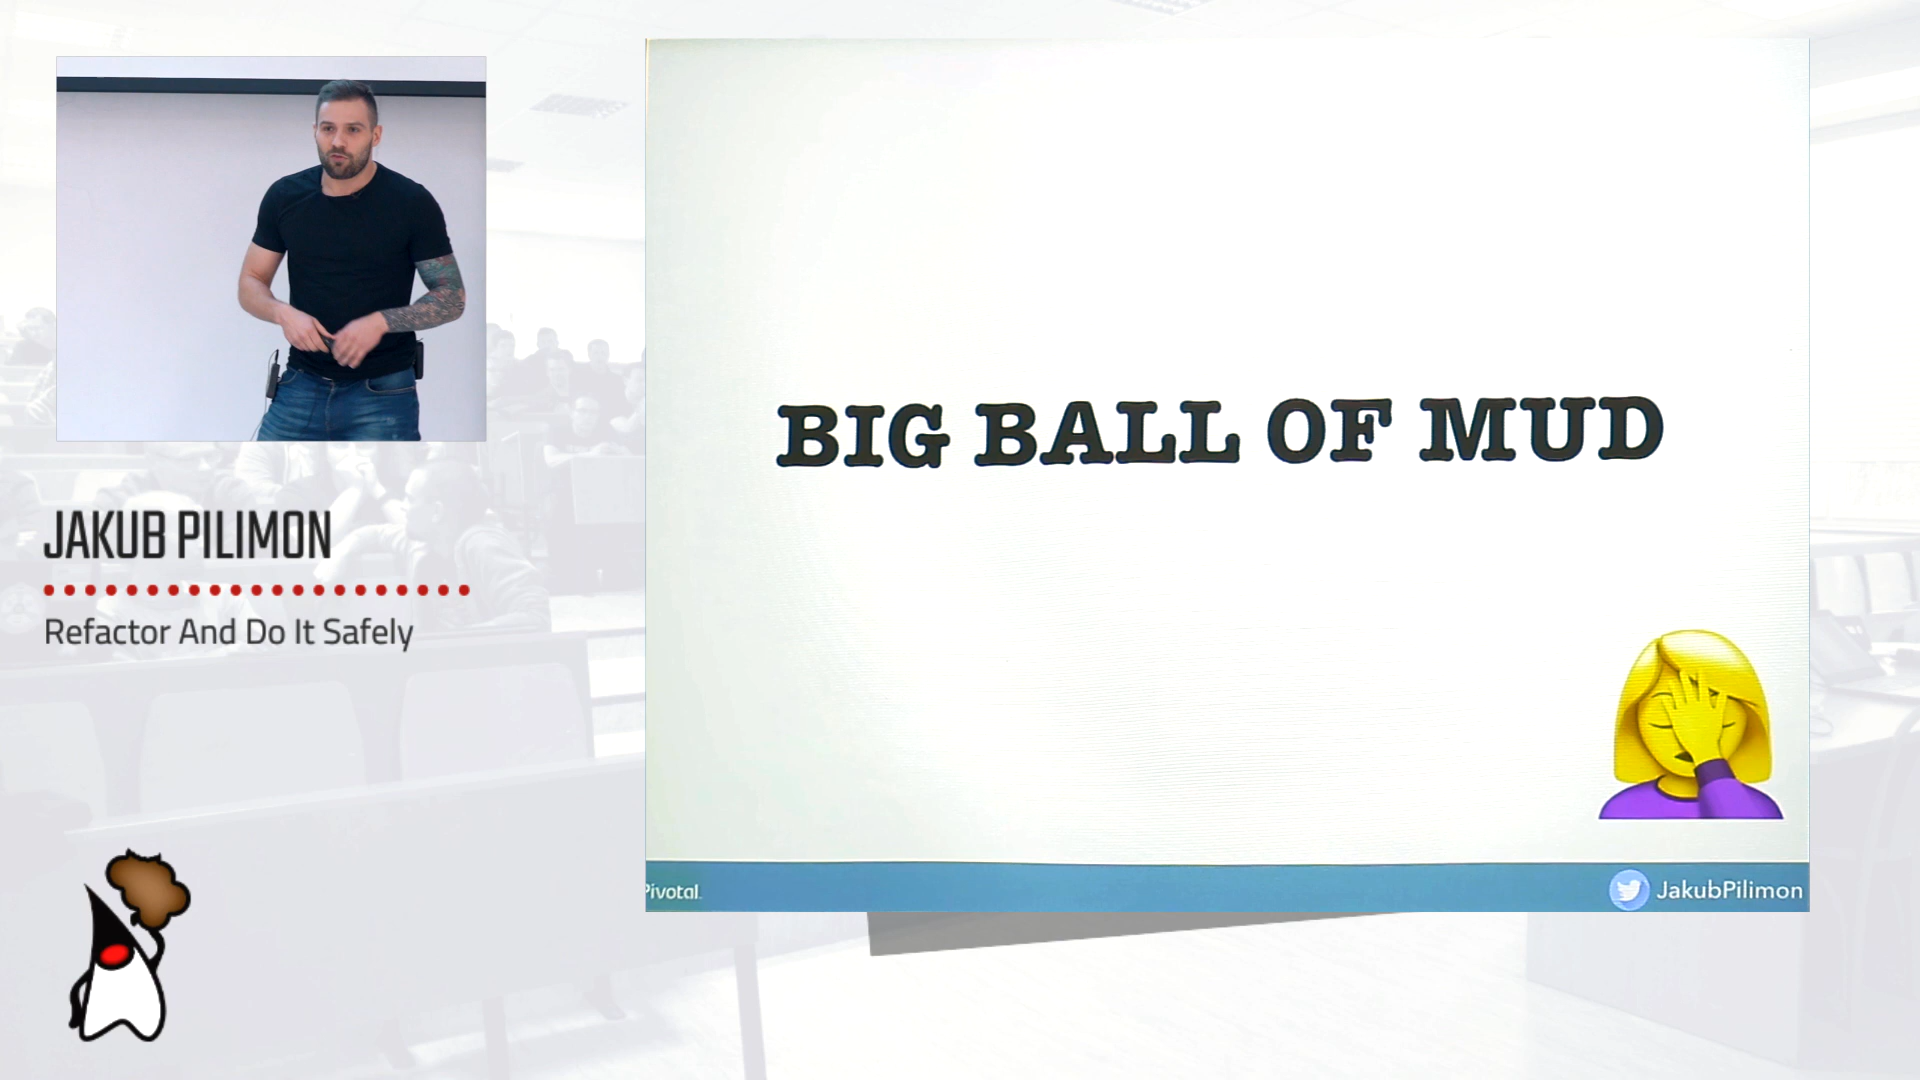 JAKUB PILIMON
Refactor And Do It Safely
BIG BALL OF MUD
Pivotal.
JakubPilimon